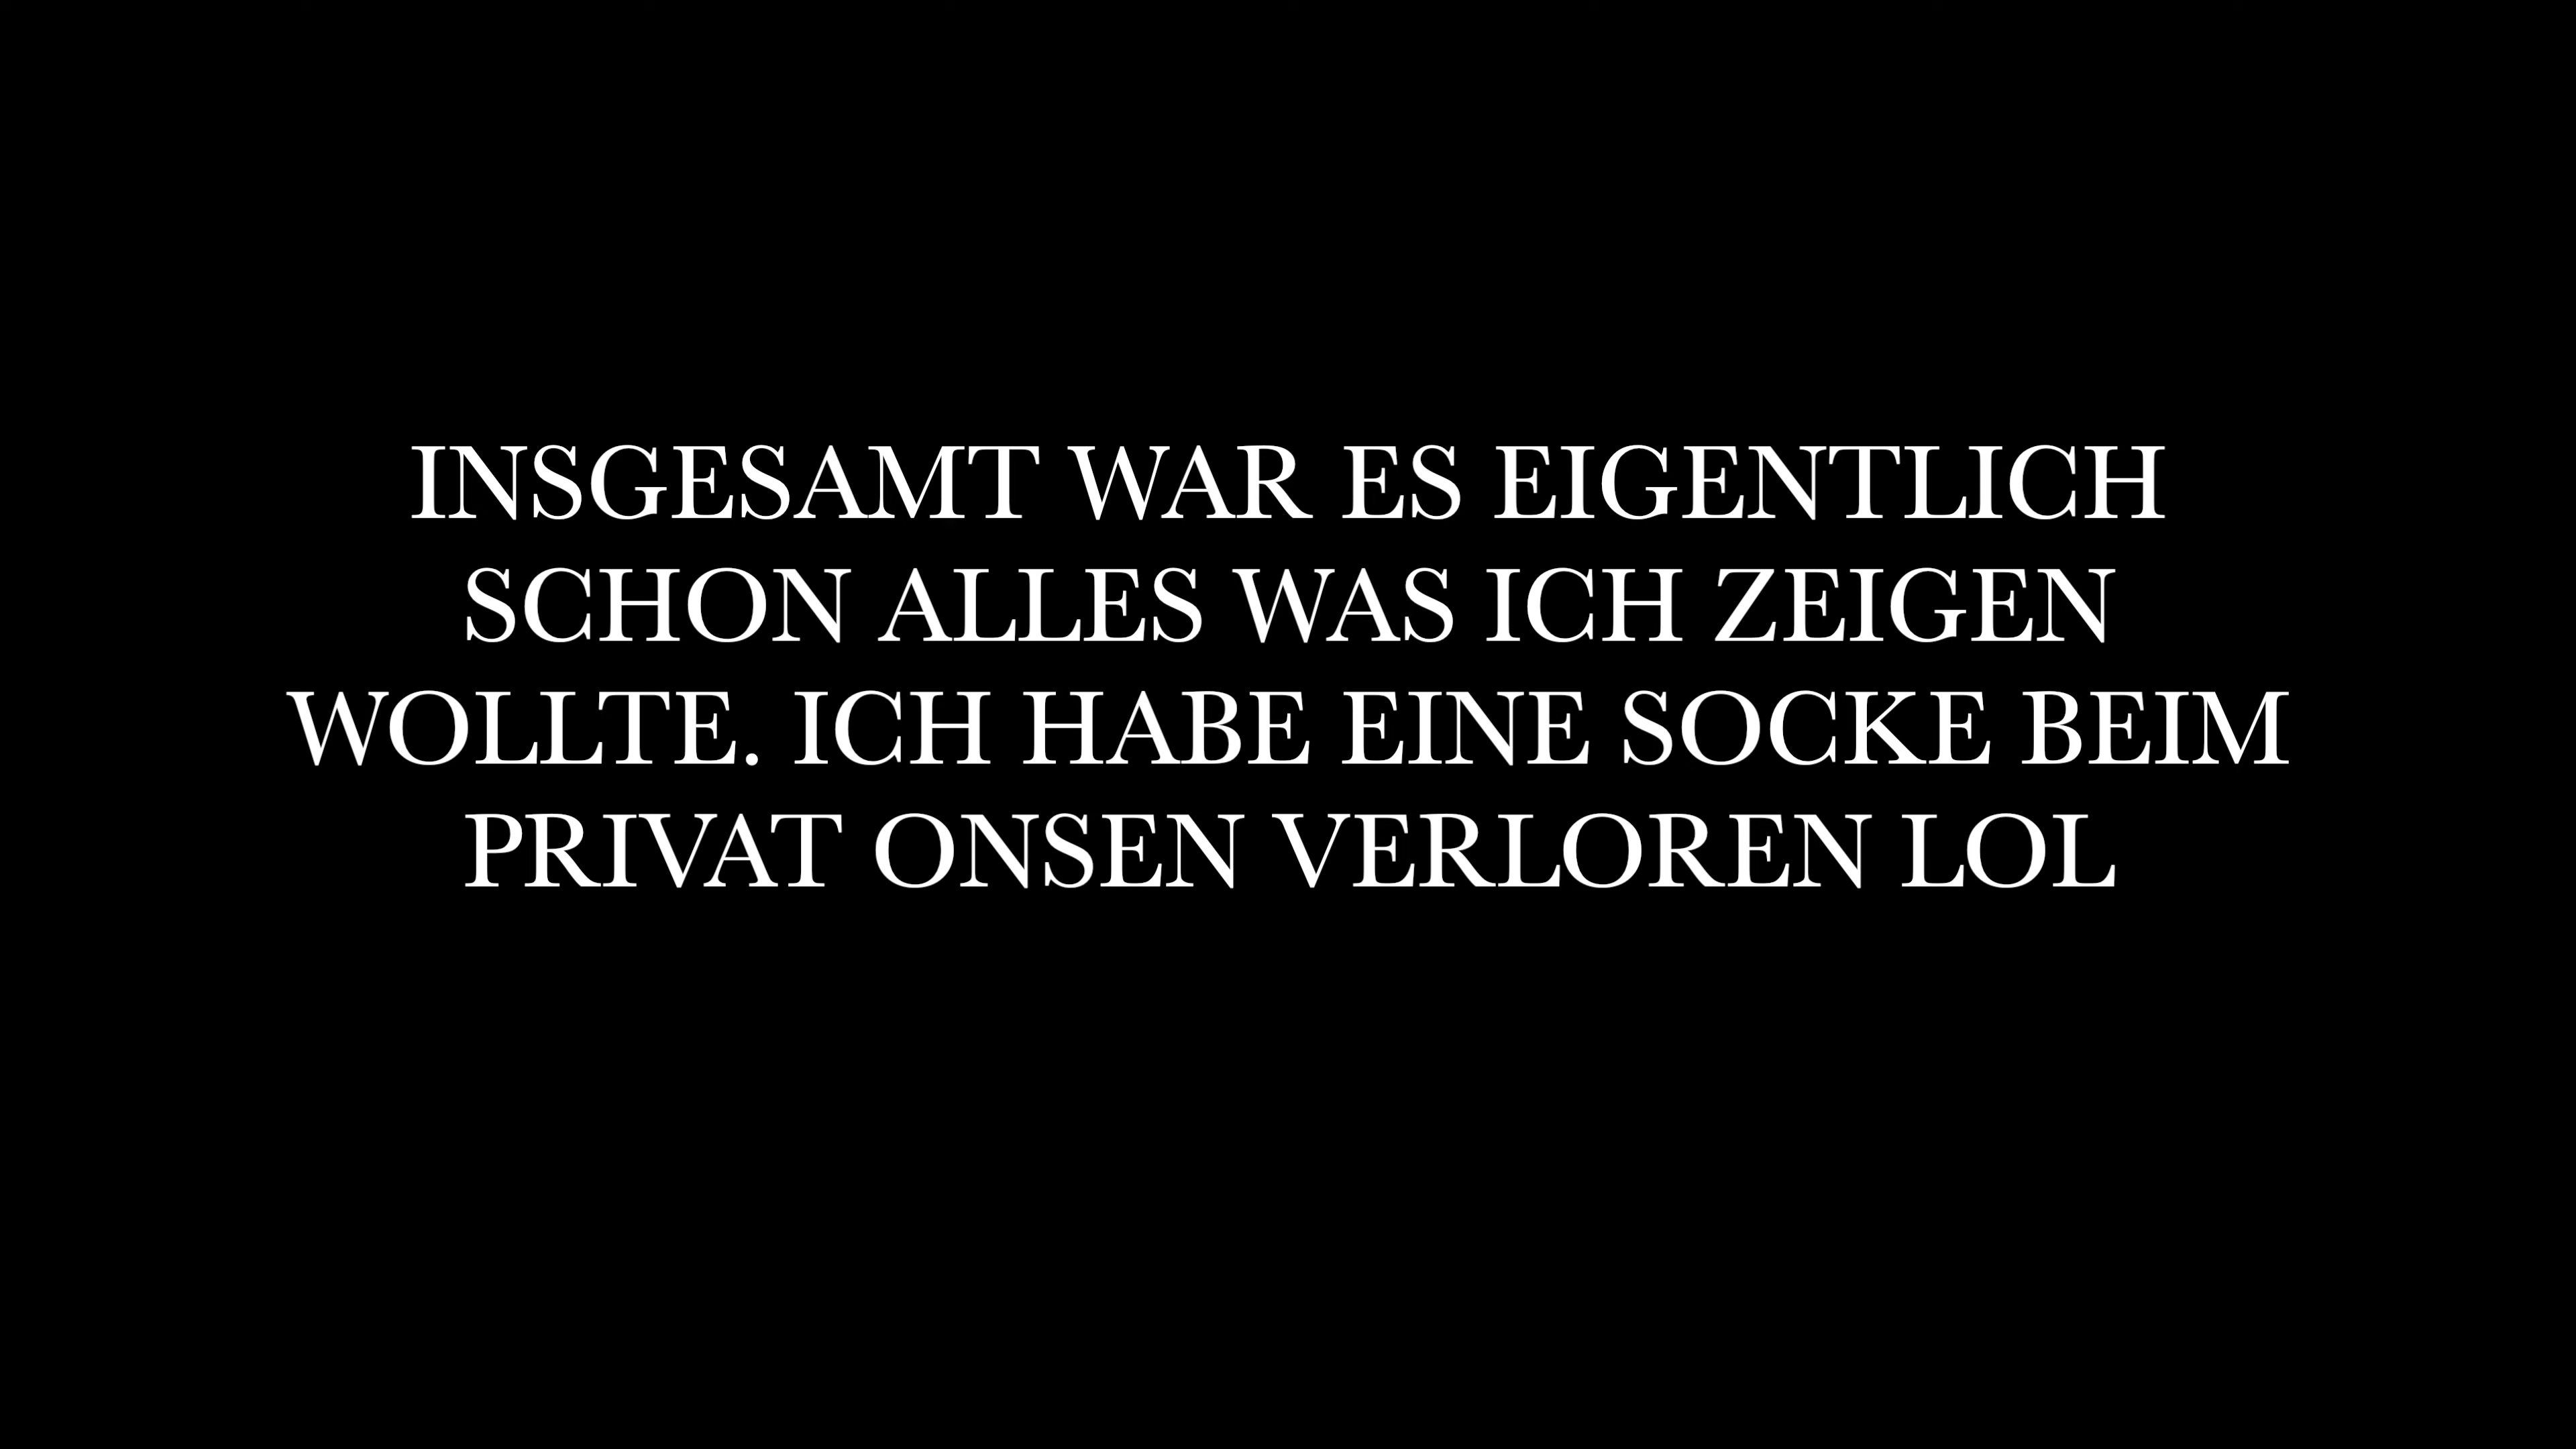 INSGESAMT WAR ES EIGENTLICH
SCHON ALLES WAS ICH ZEIGEN
WOLLTE. ICH HABE EINE SOCKE BEIM
PRIVAT ONSEN VERLOREN LOL